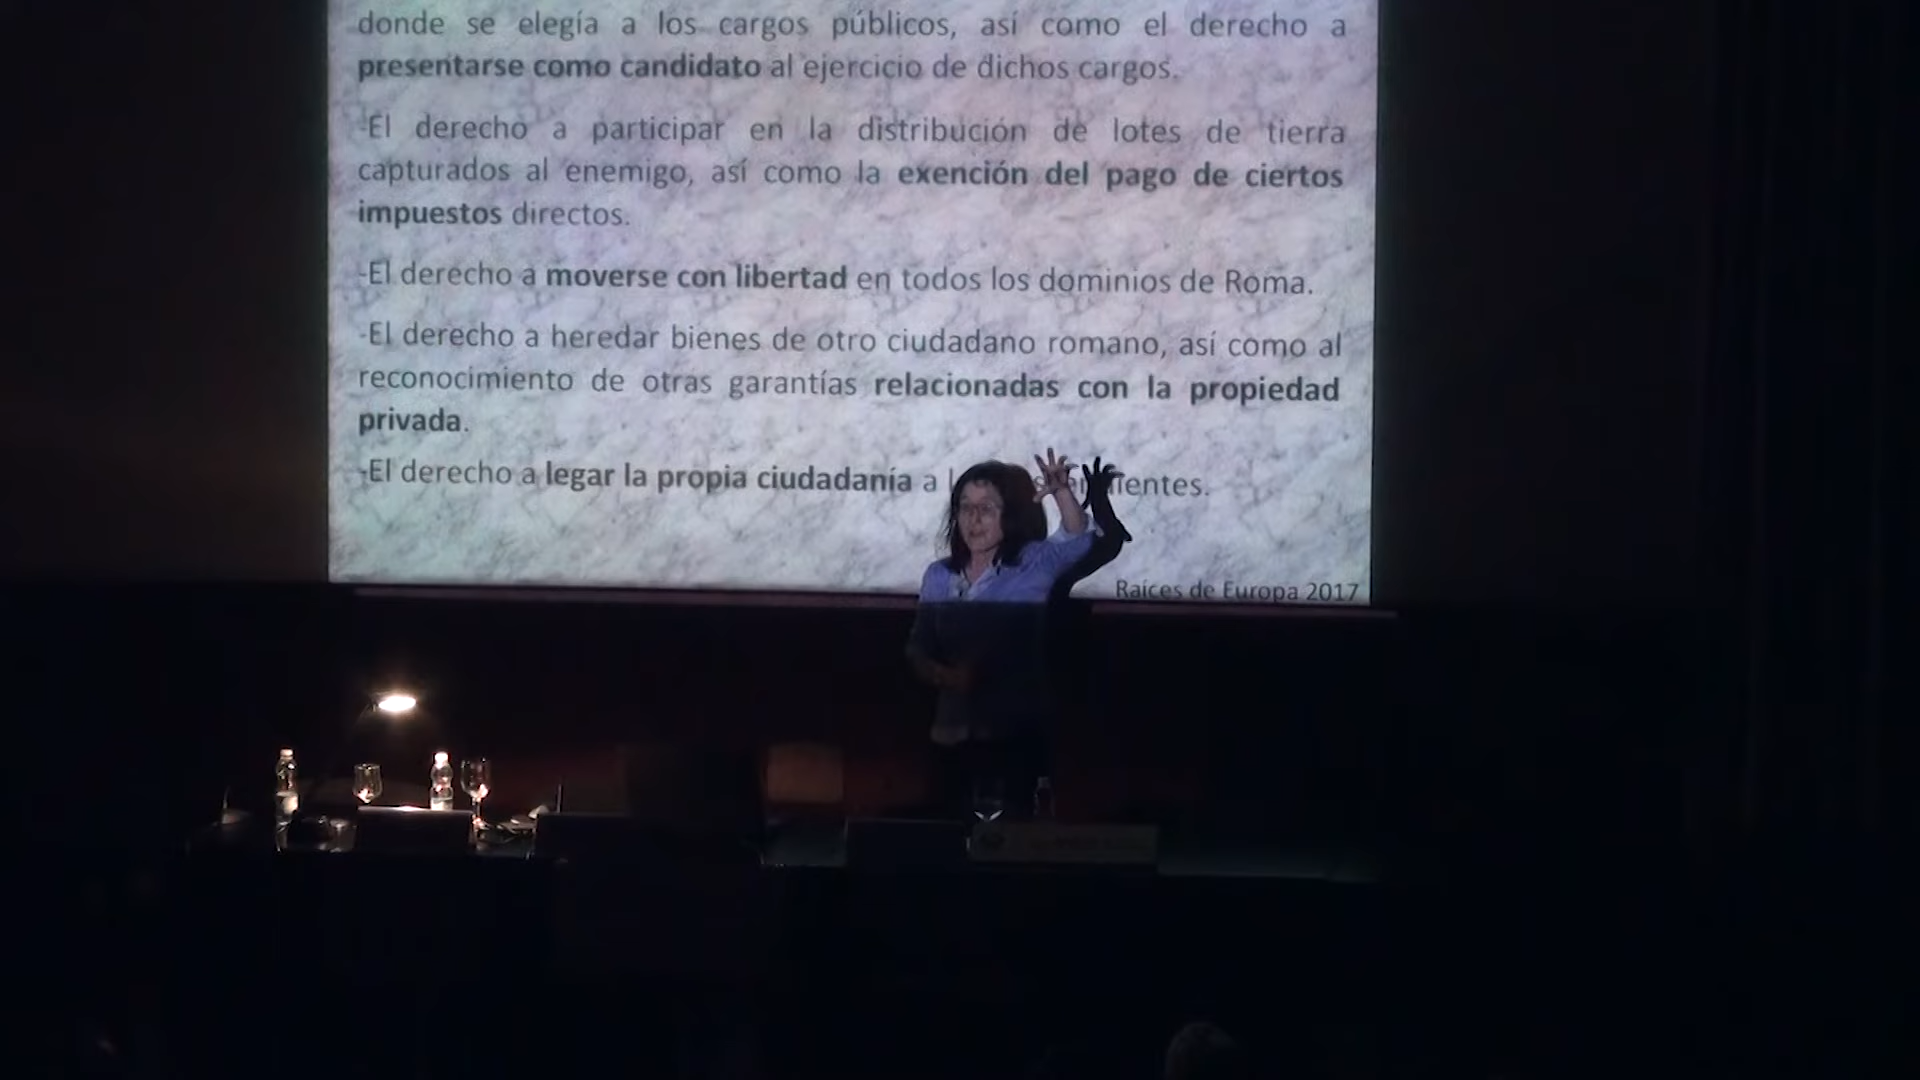 donde se elegía a los cargos públicos, así como el derecho a
presentarse como candidato al ejercicio de dichos cargos.
-El derecho a participar en la distribución de lotes de tierra
capturados al enemigo, así como la exención del pago de ciertos
impuestos directos.
-El derecho a moverse con libertad en todos los dominios de Roma.
-El derecho a heredar bienes de otro ciudadano romano, así como al
reconocimiento de otras garantías relacionadas con la propiedad
privada.
-El derecho a legar la propia ciudadanía a
Raíces de Europa 2017